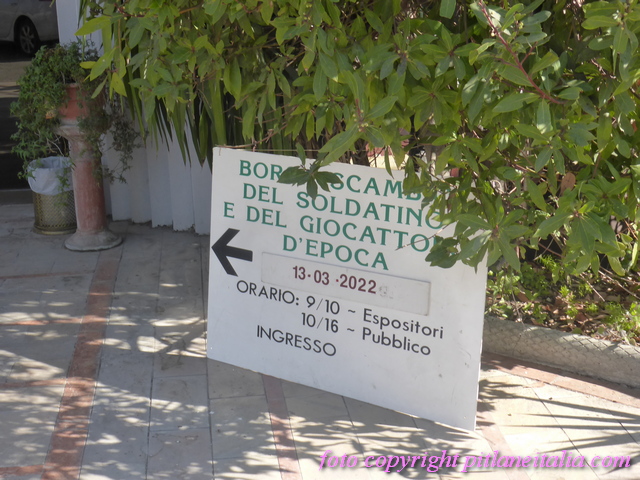 BOR SCAMB
DEL SOLDATINO
E DEL GIOCATTOL
D'EPOCA
13·03·2022
ORARIO: 9/10 ~ Espositori
10/16 ~ Pubblico
INGRESSO
foto copyright pitlaneitalia.com